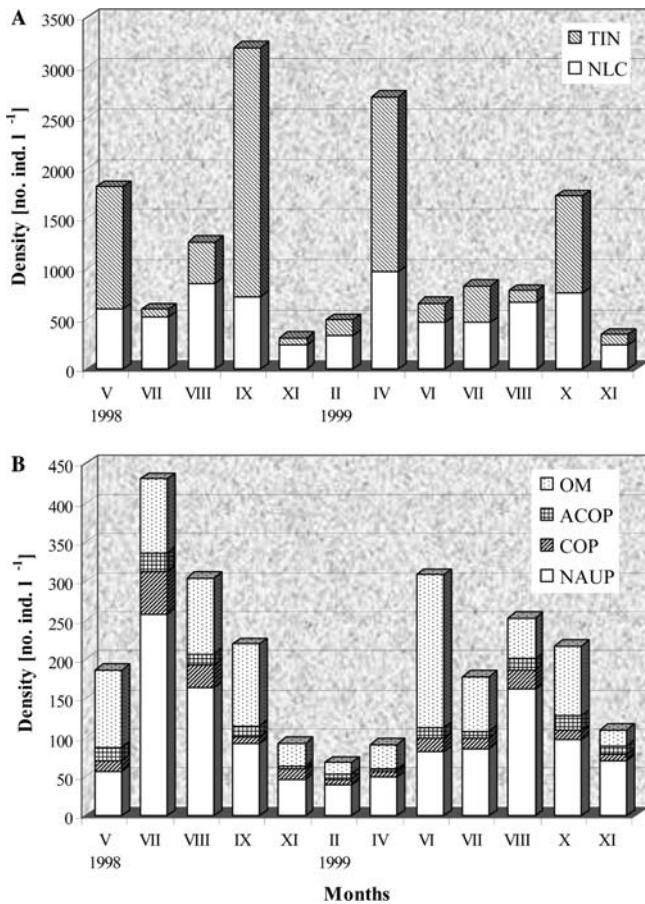 A
3500
3000
2500
2000
1500
1000
500
0
Density [no. ind. l -1]
TIN
NLC
V VII VIII IX XI II IV VI VII VIII X XI
1998 1999
B
450
400
350
300
250
200
150
100
50
0
Density [no. ind. l -1]
OM
ACOP
COP
NAUP
V VII VIII IX XI II IV VI VII VIII X XI
1998 1999
Months